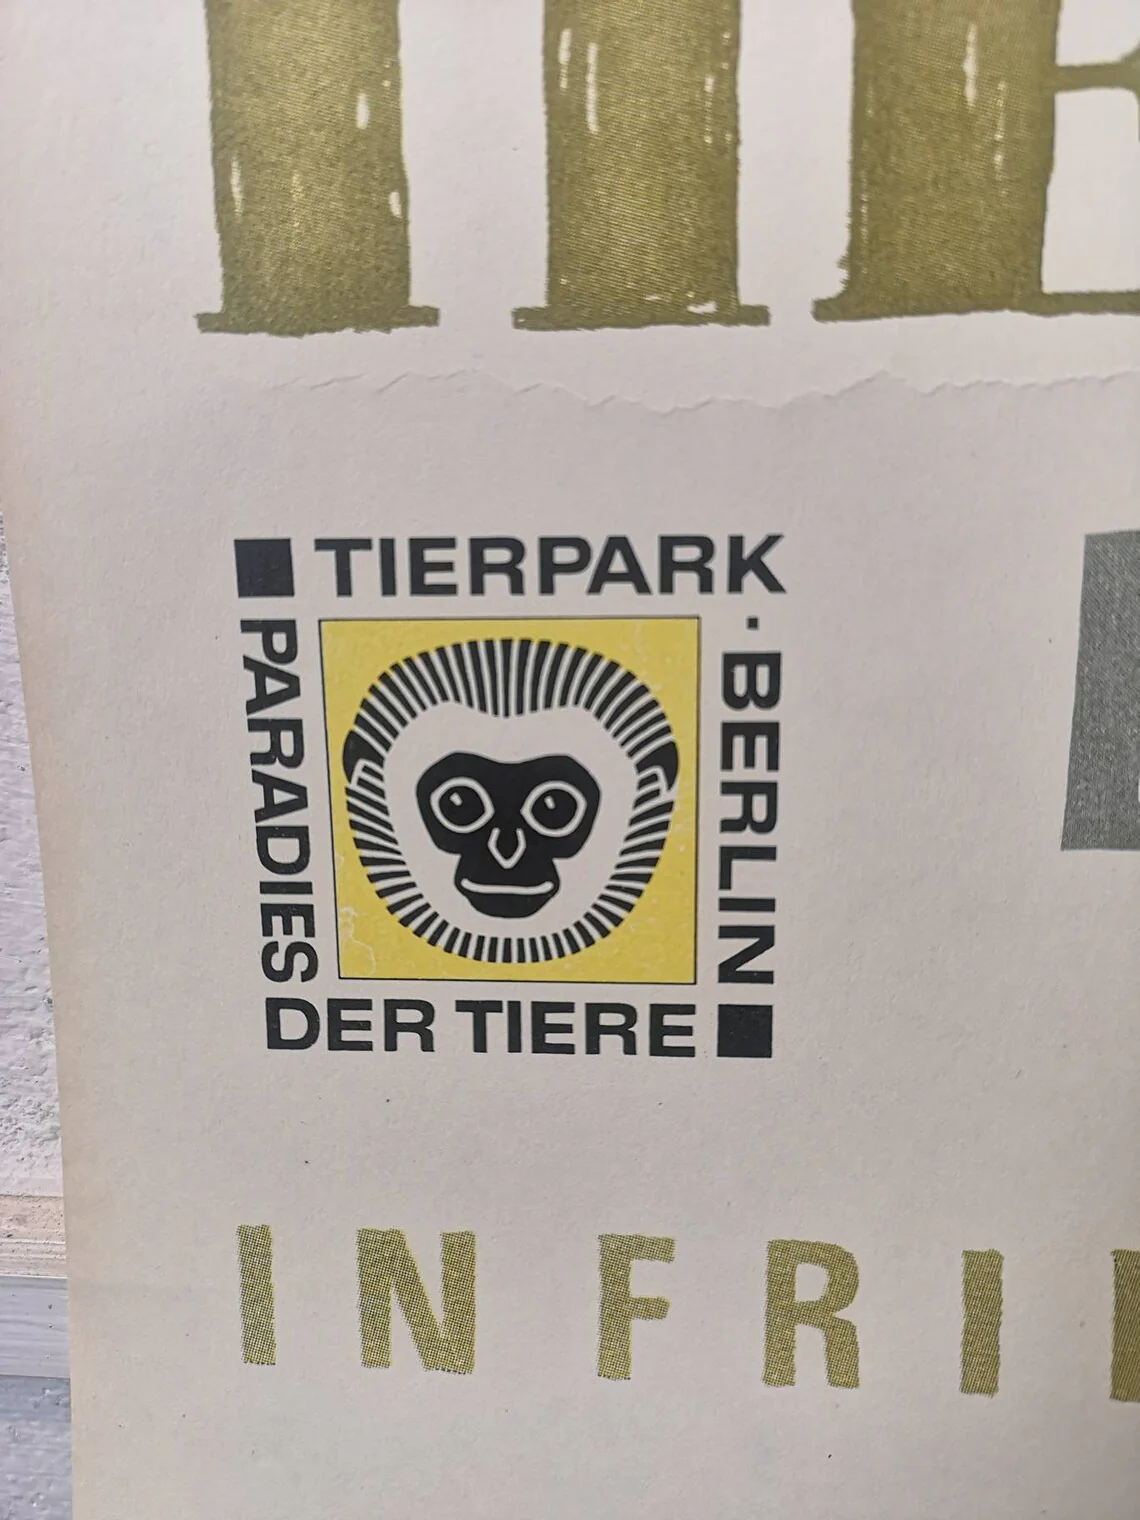 TIERPARK
· BERLIN
PARADIES
DER TIERE
IN FRI